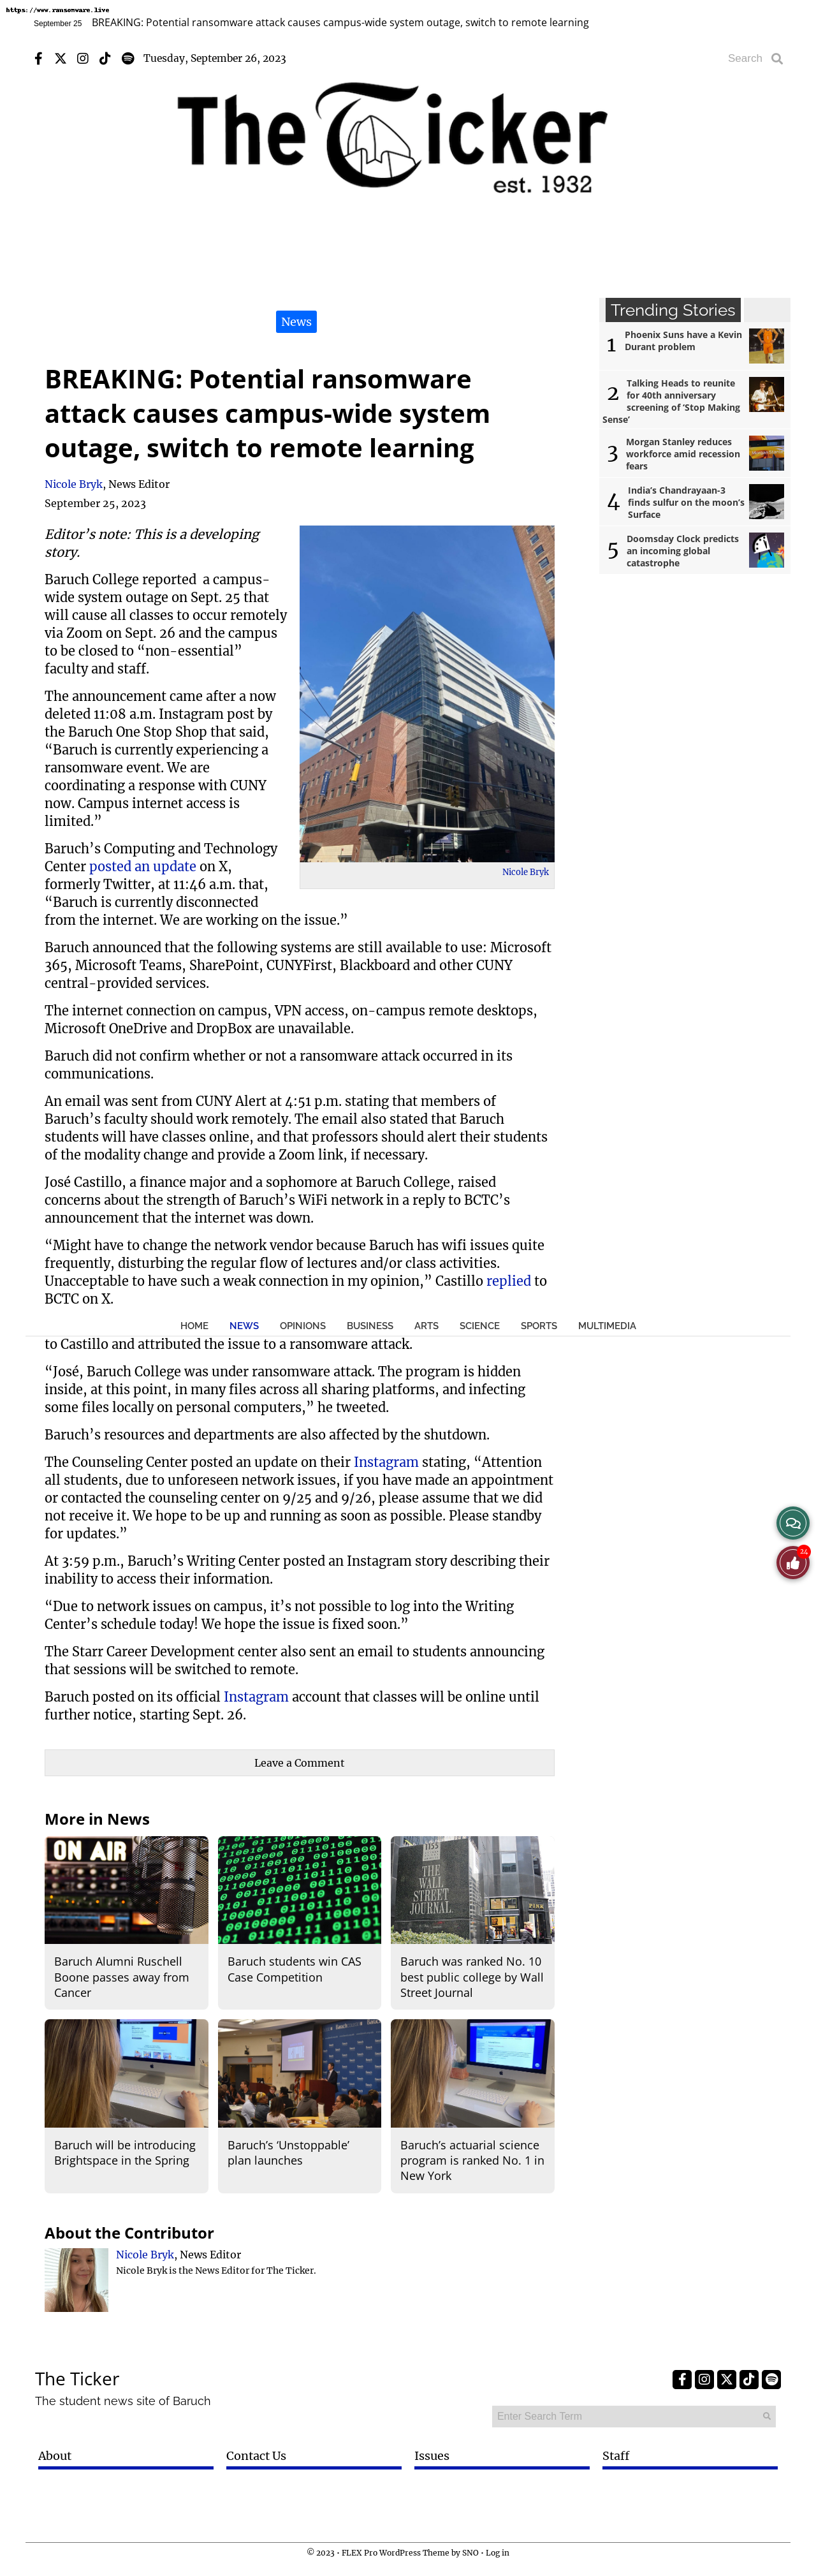 https://www.ransomware.live
September 25 BREAKING: Potential ransomware attack causes campus-wide system outage, switch to remote learning
Tuesday, September 26, 2023
Search
The Ticker
est. 1932
News
BREAKING: Potential ransomware
attack causes campus-wide system
outage, switch to remote learning
Nicole Bryk, News Editor
September 25, 2023
Editor’s note: This is a developing
story.
Baruch College reported a campus-
wide system outage on Sept. 25 that
will cause all classes to occur remotely
via Zoom on Sept. 26 and the campus
to be closed to “non-essential”
faculty and staff.
The announcement came after a now
deleted 11:08 a.m. Instagram post by
the Baruch One Stop Shop that said,
“Baruch is currently experiencing a
ransomware event. We are
coordinating a response with CUNY
now. Campus internet access is
limited.”
Baruch’s Computing and Technology
Center posted an update on X,
formerly Twitter, at 11:46 a.m. that,
“Baruch is currently disconnected
from the internet. We are working on the issue.”
Nicole Bryk
Baruch announced that the following systems are still available to use: Microsoft
365, Microsoft Teams, SharePoint, CUNYFirst, Blackboard and other CUNY
central-provided services.
The internet connection on campus, VPN access, on-campus remote desktops,
Microsoft OneDrive and DropBox are unavailable.
Baruch did not confirm whether or not a ransomware attack occurred in its
communications.
An email was sent from CUNY Alert at 4:51 p.m. stating that members of
Baruch’s faculty should work remotely. The email also stated that Baruch
students will have classes online, and that professors should alert their students
of the modality change and provide a Zoom link, if necessary.
José Castillo, a finance major and a sophomore at Baruch College, raised
concerns about the strength of Baruch’s WiFi network in a reply to BCTC’s
announcement that the internet was down.
“Might have to change the network vendor because Baruch has wifi issues quite
frequently, disturbing the regular flow of lectures and/or class activities.
Unacceptable to have such a weak connection in my opinion,” Castillo replied to
BCTC on X.
HOME NEWS OPINIONS BUSINESS ARTS SCIENCE SPORTS MULTIMEDIA
to Castillo and attributed the issue to a ransomware attack.
“José, Baruch College was under ransomware attack. The program is hidden
inside, at this point, in many files across all sharing platforms, and infecting
some files locally on personal computers,” he tweeted.
Baruch’s resources and departments are also affected by the shutdown.
The Counseling Center posted an update on their Instagram stating, “Attention
all students, due to unforeseen network issues, if you have made an appointment
or contacted the counseling center on 9/25 and 9/26, please assume that we did
not receive it. We hope to be up and running as soon as possible. Please standby
for updates.”
At 3:59 p.m., Baruch’s Writing Center posted an Instagram story describing their
inability to access their information.
“Due to network issues on campus, it’s not possible to log into the Writing
Center’s schedule today! We hope the issue is fixed soon.”
The Starr Career Development center also sent an email to students announcing
that sessions will be switched to remote.
Baruch posted on its official Instagram account that classes will be online until
further notice, starting Sept. 26.
Leave a Comment
Trending Stories
1 Phoenix Suns have a Kevin
Durant problem
2 Talking Heads to reunite
for 40th anniversary
screening of ‘Stop Making
Sense’
3 Morgan Stanley reduces
workforce amid recession
fears
4 India’s Chandrayaan-3
finds sulfur on the moon’s
Surface
5 Doomsday Clock predicts
an incoming global
catastrophe
24
More in News
ON AIR
1155
THE
WALL
STREET
JOURNAL.
PINK
Baruch Alumni Ruschell
Boone passes away from
Cancer
Baruch students win CAS
Case Competition
Baruch was ranked No. 10
best public college by Wall
Street Journal
Baruch will be introducing
Brightspace in the Spring
Baruch’s ‘Unstoppable’
plan launches
Baruch’s actuarial science
program is ranked No. 1 in
New York
About the Contributor
Nicole Bryk, News Editor
Nicole Bryk is the News Editor for The Ticker.
The Ticker
The student news site of Baruch
Enter Search Term
About
Contact Us
Issues
Staff
© 2023 • FLEX Pro WordPress Theme by SNO • Log in